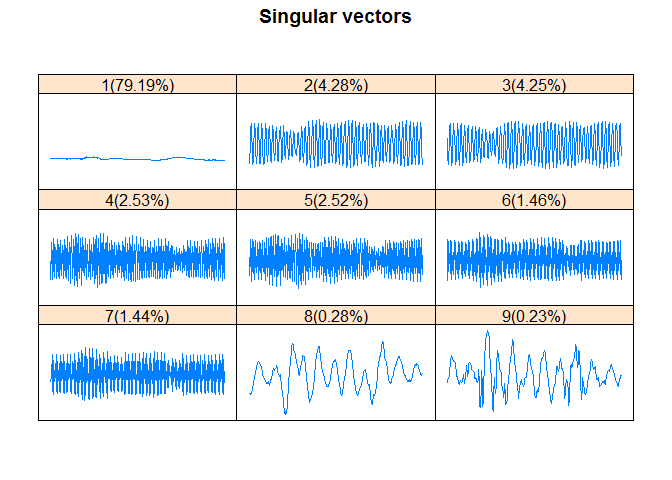 Singular vectors
1(79.19%) 2(4.28%) 3(4.25%)
4(2.53%) 5(2.52%) 6(1.46%)
7(1.44%) 8(0.28%) 9(0.23%)